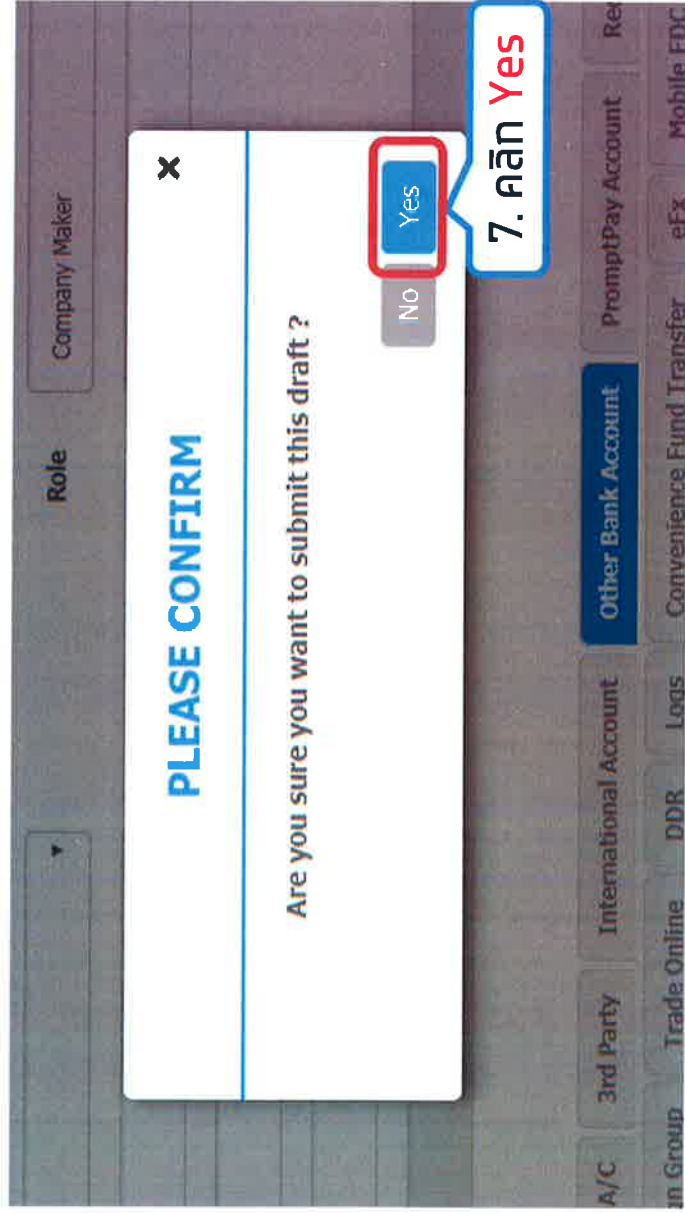 Role Company Maker
PLEASE CONFIRM
Are you sure you want to submit this draft ?
No Yes
7. คลิก Yes
A/C 3rd Party International Account Other Bank Account PromptPay Account
Group Trade Online DDR Logs Convenience Fund Transfer eFx Mobile EDC